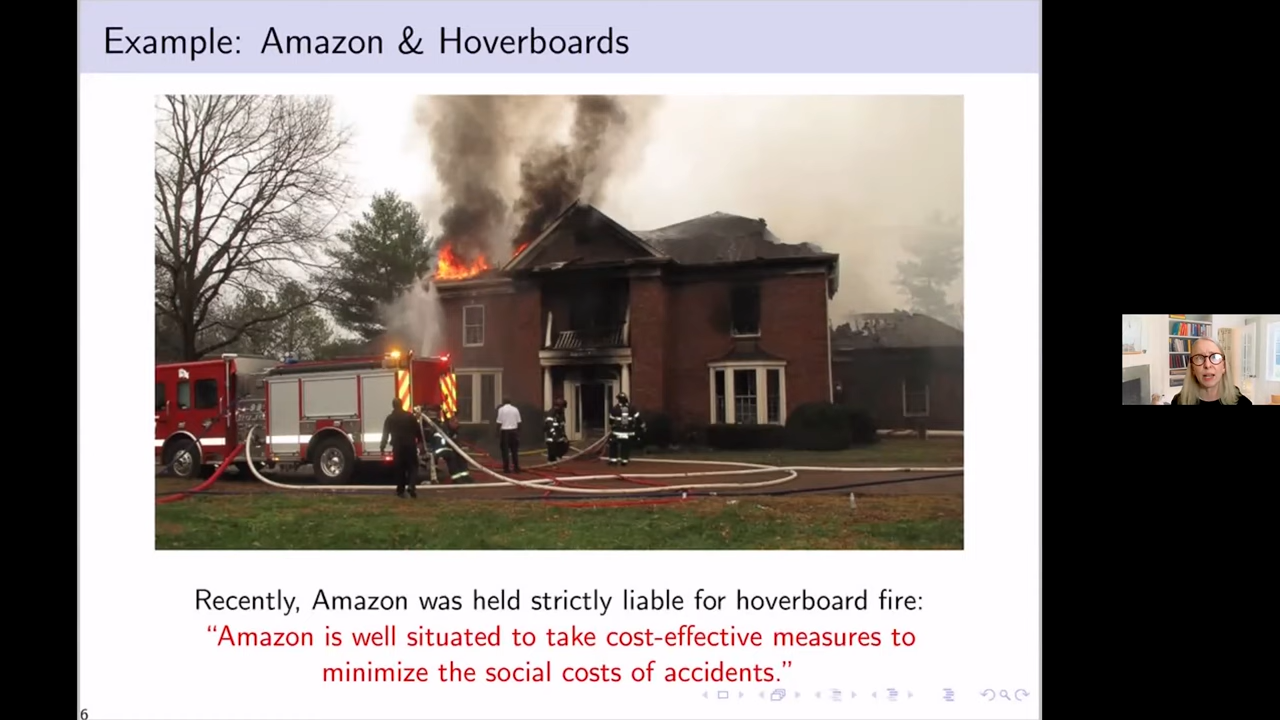 Example: Amazon & Hoverboards
Recently, Amazon was held strictly liable for hoverboard fire:
“Amazon is well situated to take cost-effective measures to
minimize the social costs of accidents.”
6